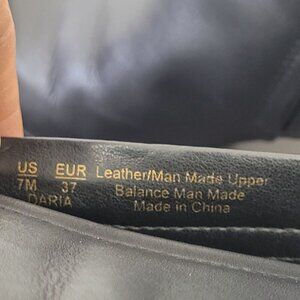 US EUR Leather/Man Made Upper
7M 37 Balance Man Made
DARIA Made in China